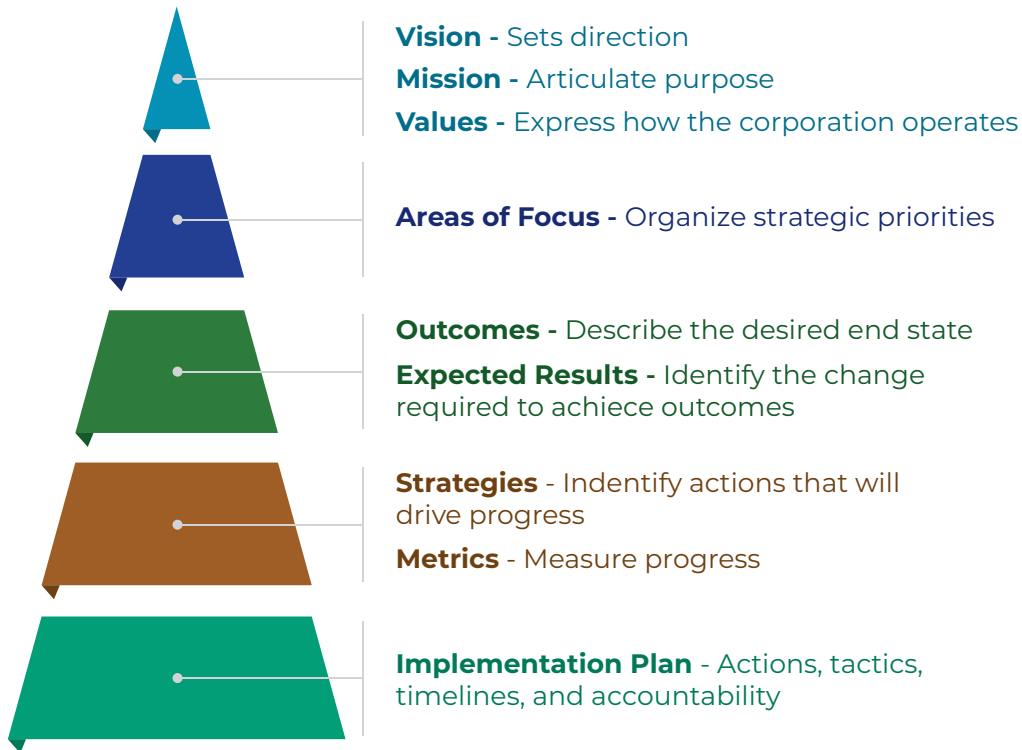 Vision - Sets direction
Mission - Articulate purpose
Values - Express how the corporation operates
Areas of Focus - Organize strategic priorities
Outcomes - Describe the desired end state
Expected Results - Identify the change
required to achiece outcomes
Strategies - Indentify actions that will
drive progress
Metrics - Measure progress
Implementation Plan - Actions, tactics,
timelines, and accountability